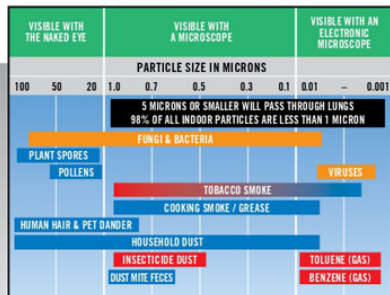 VISIBLE WITH
THE NAKED EYE
VISIBLE WITH
A MICROSCOPE
VISIBLE WITH AN
ELECTRONIC
MICROSCOPE
PARTICLE SIZE IN MICRONS
100 50 20 1.0 0.7 0.5 0.3 0.1 0.01 – 0.001
5 MICRONS OR SMALLER WILL PASS THROUGH LUNGS
98% OF ALL INDOOR PARTICLES ARE LESS THAN 1 MICRON
FUNGI & BACTERIA
PLANT SPORES
POLLENS
VIRUSES
TOBACCO SMOKE
COOKING SMOKE / GREASE
HUMAN HAIR & PET DANDER
HOUSEHOLD DUST
INSECTICIDE DUST
TOLUENE (GAS)
DUST MITE FECES
BENZENE (GAS)